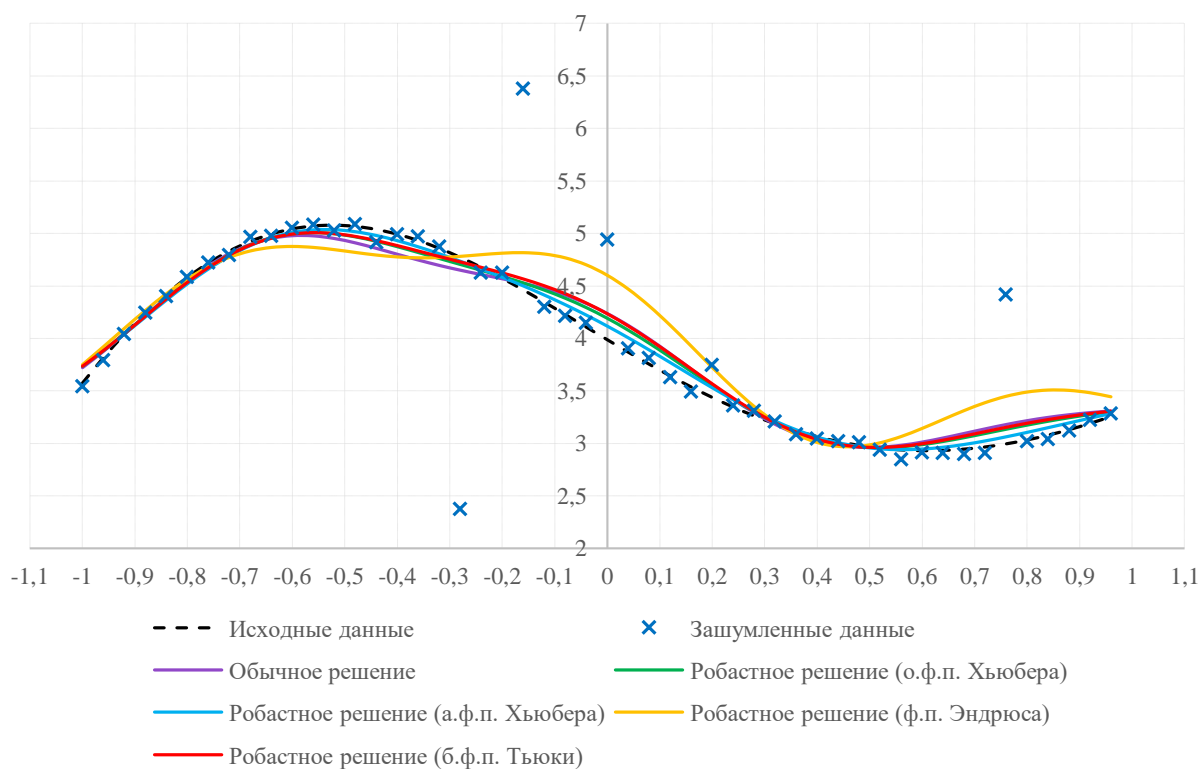 7
6,5
6
5,5
5
4,5
4
3,5
3
2,5
2
-1,1 -1 -0,9 -0,8 -0,7 -0,6 -0,5 -0,4 -0,3 -0,2 -0,1 0 0,1 0,2 0,3 0,4 0,5 0,6 0,7 0,8 0,9 1 1,1
Исходные данные Зашумленные данные
Обычное решение Робастное решение (о.ф.п. Хьюбера)
Робастное решение (а.ф.п. Хьюбера) Робастное решение (ф.п. Эндрюса)
Робастное решение (б.ф.п. Тьюки)